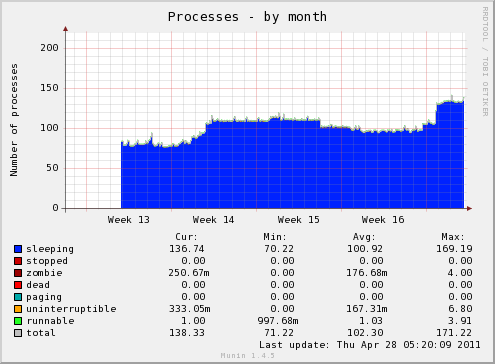 Processes - by month
RRDTOOL / TOBI OETIKER
Number of processes
200
150
100
50
0
Week 13 Week 14 Week 15 Week 16
Cur: Min: Avg: Max:
sleeping 136.74 70.22 100.92 169.19
stopped 0.00 0.00 0.00 0.00
zombie 250.67m 0.00 176.68m 4.00
dead 0.00 0.00 0.00 0.00
paging 0.00 0.00 0.00 0.00
uninterruptible 333.05m 0.00 167.31m 6.80
runnable 1.00 997.68m 1.03 3.91
total 138.33 71.22 102.30 171.22
Last update: Thu Apr 28 05:20:09 2011
Munin 1.4.5